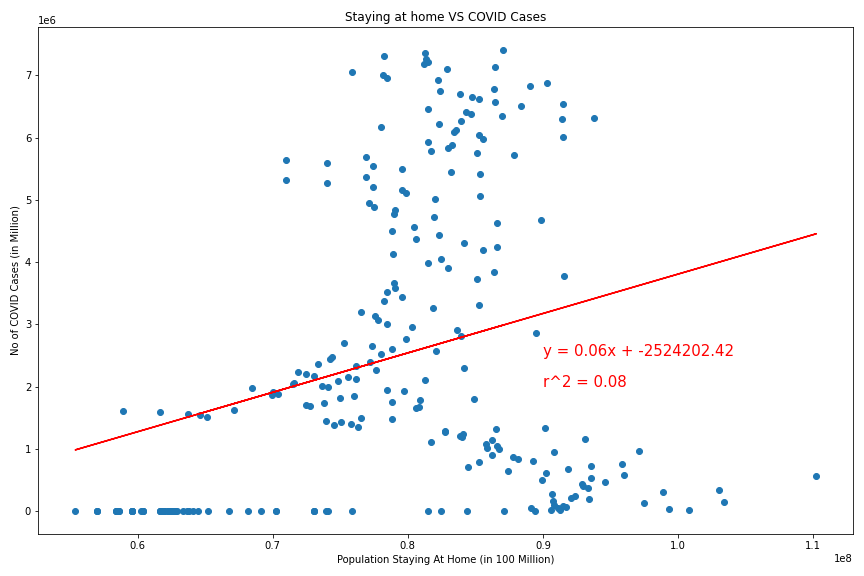 Staying at home VS COVID Cases
1e6
7
6
5
4
3
2
1
0
No of COVID Cases (in Million)
y = 0.06x + -2524202.42
r^2 = 0.08
0.6 0.7 0.8 0.9 1.0 1.1
1e8
Population Staying At Home (in 100 Million)